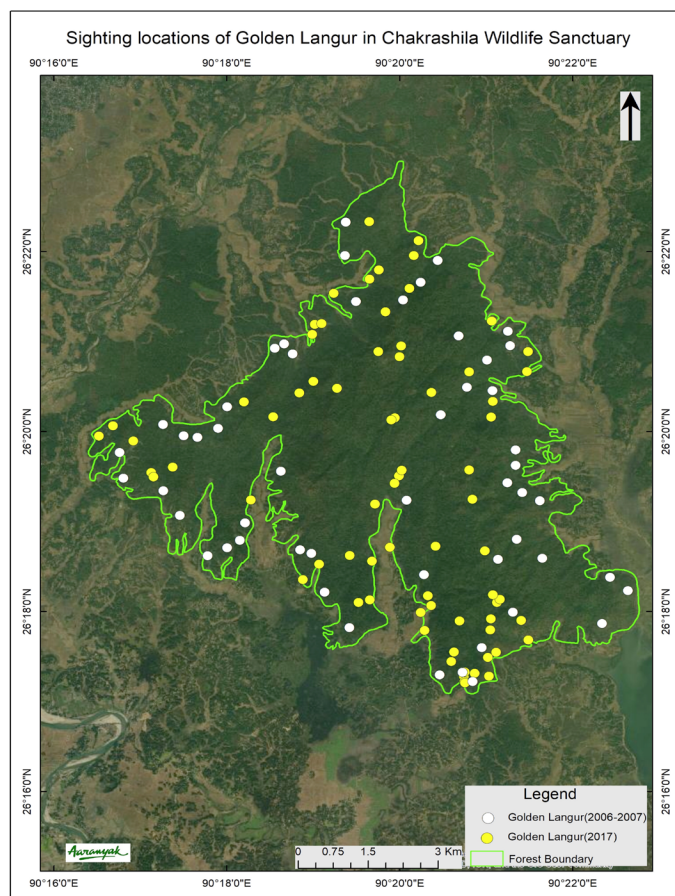 Sighting locations of Golden Langur in Chakrashila Wildlife Sanctuary
90°16'0"E 90°18'0"E 90°20'0"E 90°22'0"E
26°22'0"N 26°22'0"N
26°20'0"N 26°20'0"N
26°18'0"N 26°18'0"N
26°16'0"N 26°16'0"N
Legend
Golden Langur(2006-2007)
Golden Langur(2017)
Forest Boundary
Aaranyak
0 0.75 1.5 3 Km
90°16'0"E 90°18'0"E 90°20'0"E 90°22'0"E